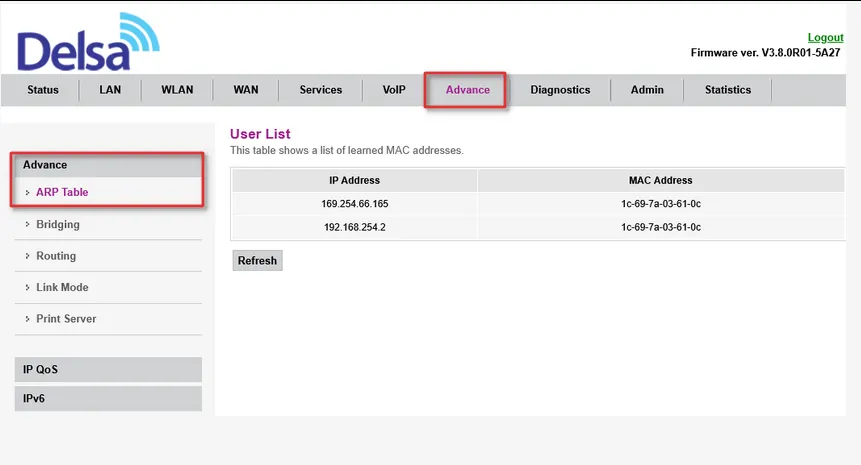 Delsa
Logout
Firmware ver. V3.8.0R01-5A27
Status LAN WLAN WAN Services VoIP Advance Diagnostics Admin Statistics
Advance
ARP Table
Bridging
Routing
Link Mode
Print Server
IP QoS
IPv6
User List
This table shows a list of learned MAC addresses.
IP Address MAC Address
169.254.66.165 1c-69-7a-03-61-0c
192.168.254.2 1c-69-7a-03-61-0c
Refresh